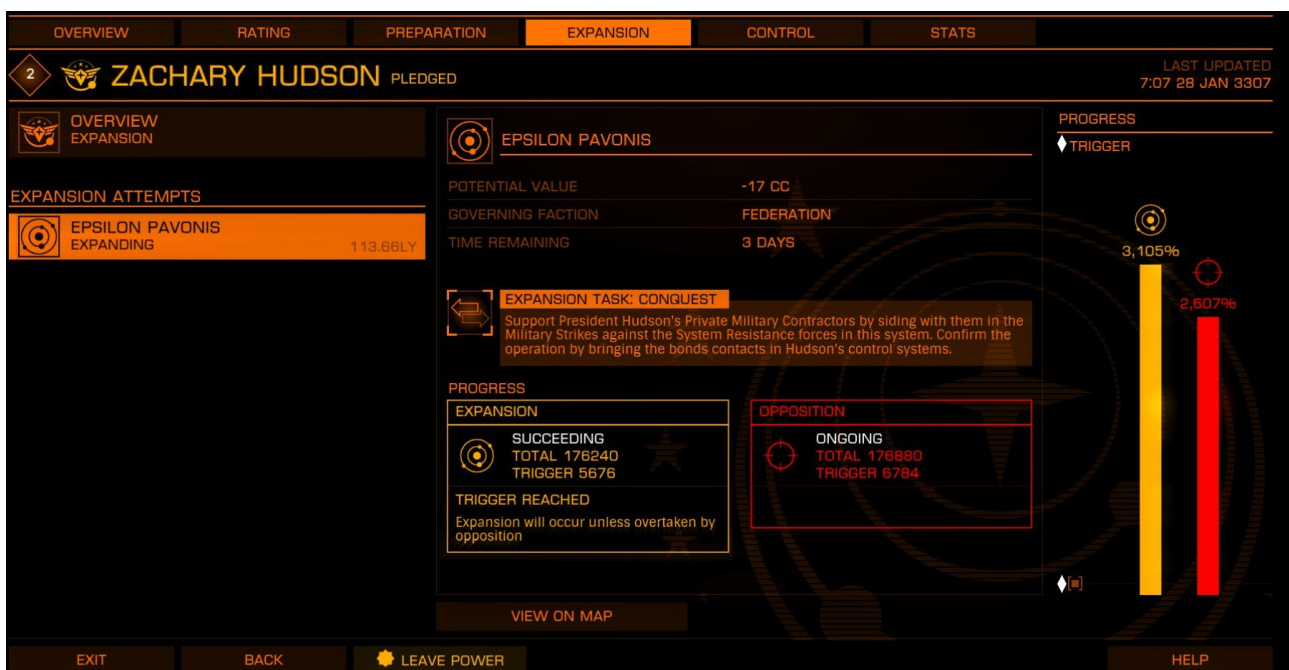 OVERVIEW RATING PREPARATION EXPANSION CONTROL STATS
2 ZACHARY HUDSON PLEDGED
LAST UPDATED
7:07 28 JAN 3307
OVERVIEW
EXPANSION
EXPANSION ATTEMPTS
EPSILON PAVONIS
EXPANDING 113.66LY
EPSILON PAVONIS
POTENTIAL VALUE -17 CC
GOVERNING FACTION FEDERATION
TIME REMAINING 3 DAYS
EXPANSION TASK: CONQUEST
Support President Hudson's Private Military Contractors by siding with them in the
Military Strikes against the System Resistance forces in this system. Confirm the
operation by bringing the bonds contacts in Hudson's control systems.
PROGRESS
EXPANSION
SUCCEEDING
TOTAL 176240
TRIGGER 5676
TRIGGER REACHED
Expansion will occur unless overtaken by
opposition
OPPOSITION
ONGOING
TOTAL 176880
TRIGGER 6784
VIEW ON MAP
PROGRESS
TRIGGER
3,105%
2,607%
EXIT BACK LEAVE POWER HELP